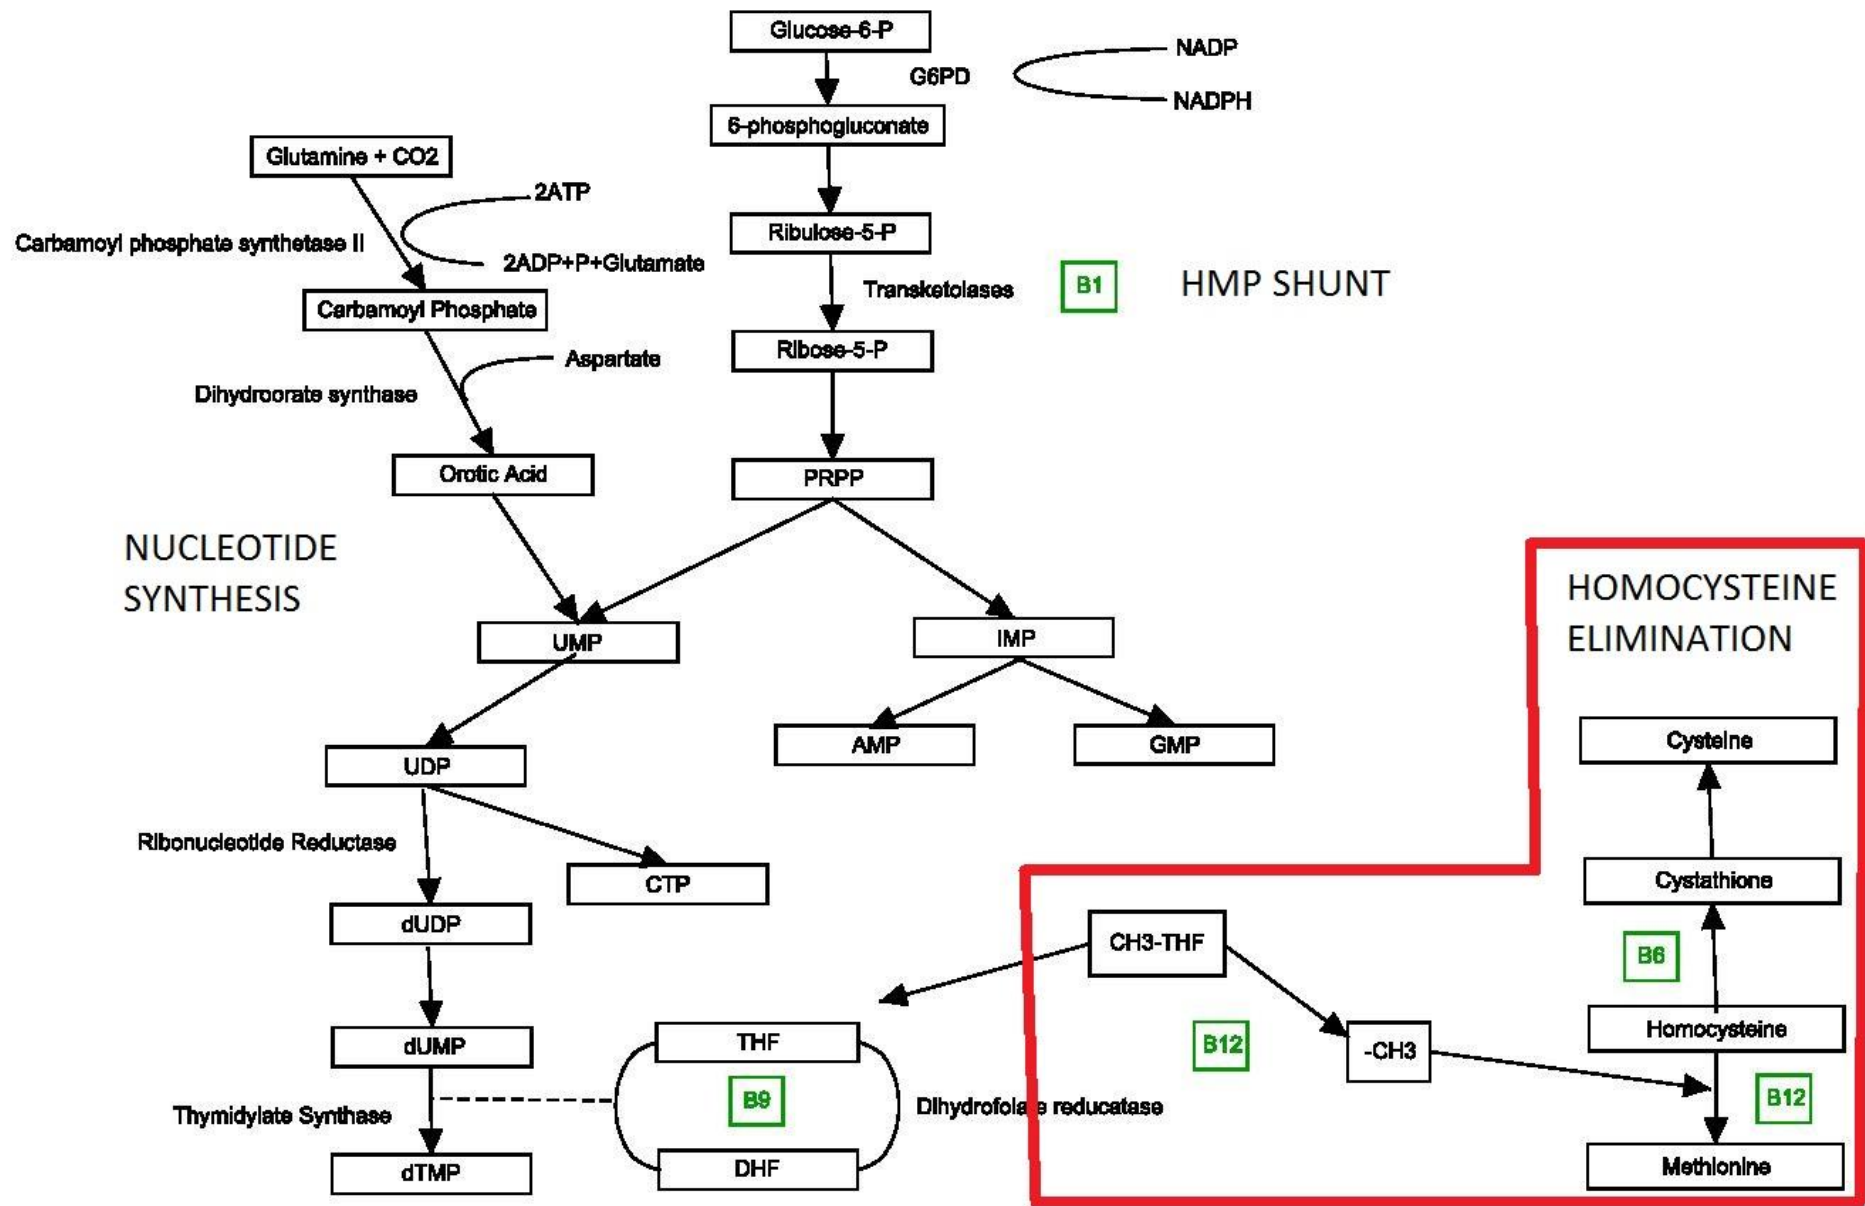 Glucose-6-P
NADP
G6PD
NADPH
6-phosphogluconate
Glutamine + CO2
2ATP
Carbamoyl phosphate synthetase II
2ADP+P+Glutamate
Ribulose-5-P
Transketolases
B1
HMP SHUNT
Carbamoyl Phosphate
Ribose-5-P
Aspartate
Dihydroorate synthase
Orotic Acid
PRPP
NUCLEOTIDE
SYNTHESIS
HOMOCYSTEINE
ELIMINATION
UMP
IMP
AMP
GMP
Cysteine
UDP
Ribonucleotide Reductase
CTP
Cystathione
dUDP
CH3-THF
B6
dUMP
THF
B12
-CH3
Homocysteine
B9
Thymidylate Synthase
Dihydrofolate reducatase
B12
dTMP
DHF
Methionine